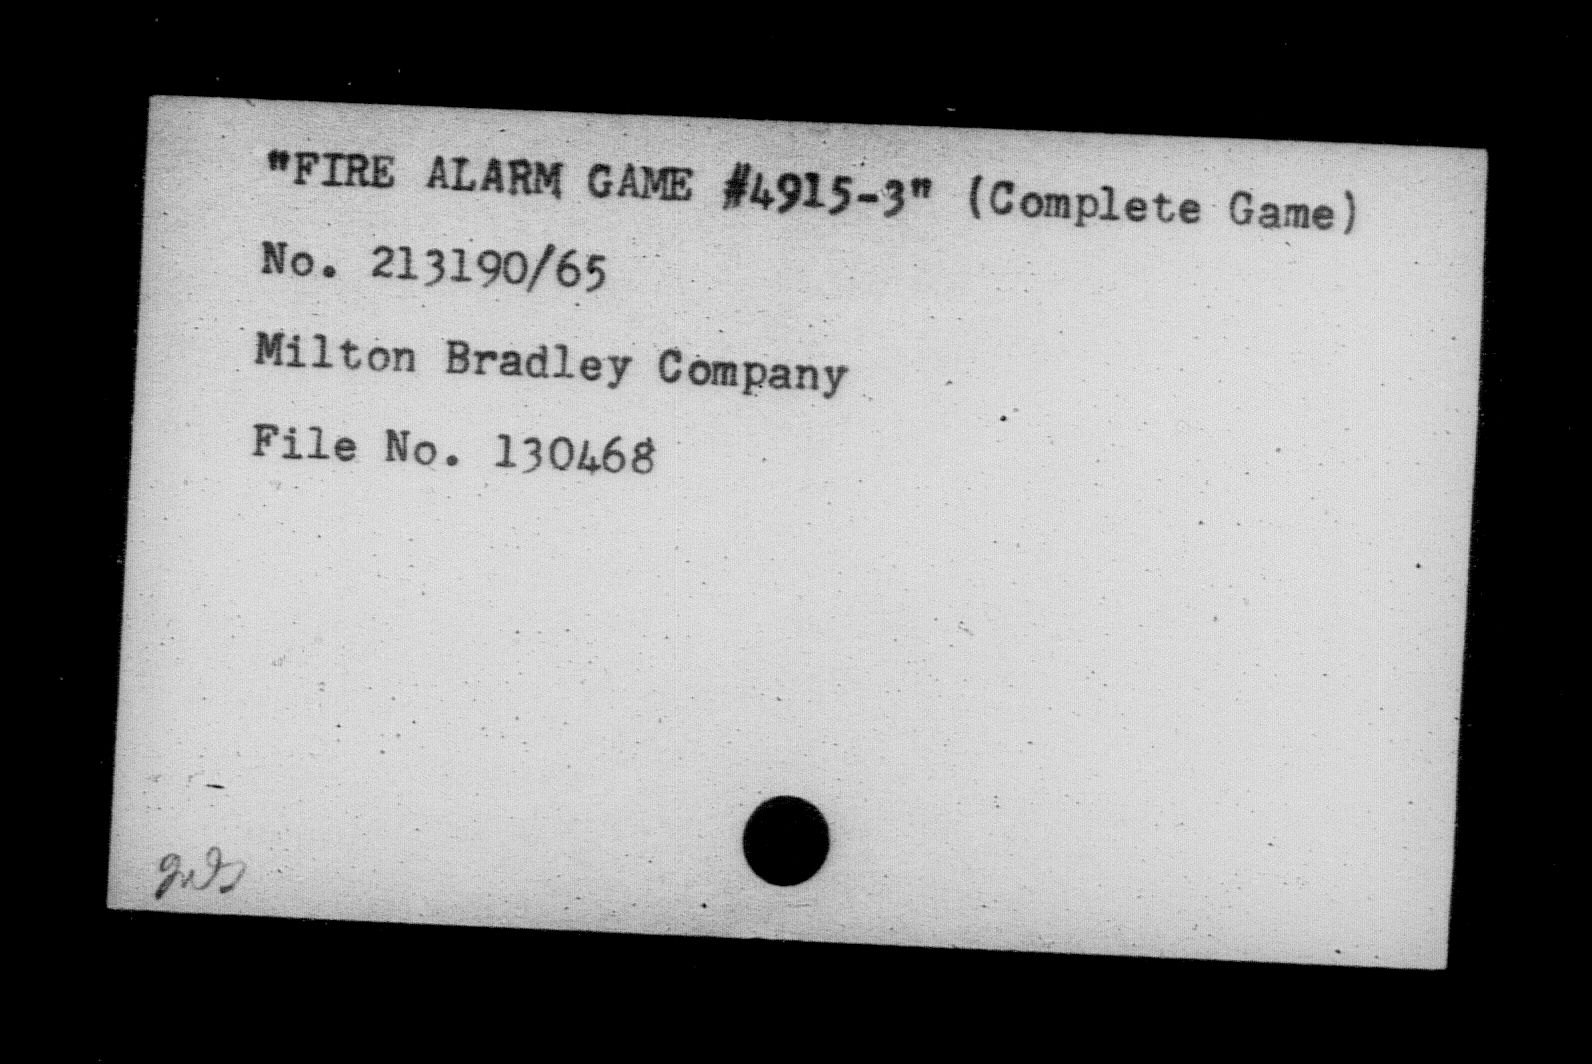 "FIRE ALARM GAME #4915-3" (Complete Game)
No. 213190/65
Milton Bradley Company
File No. 130468